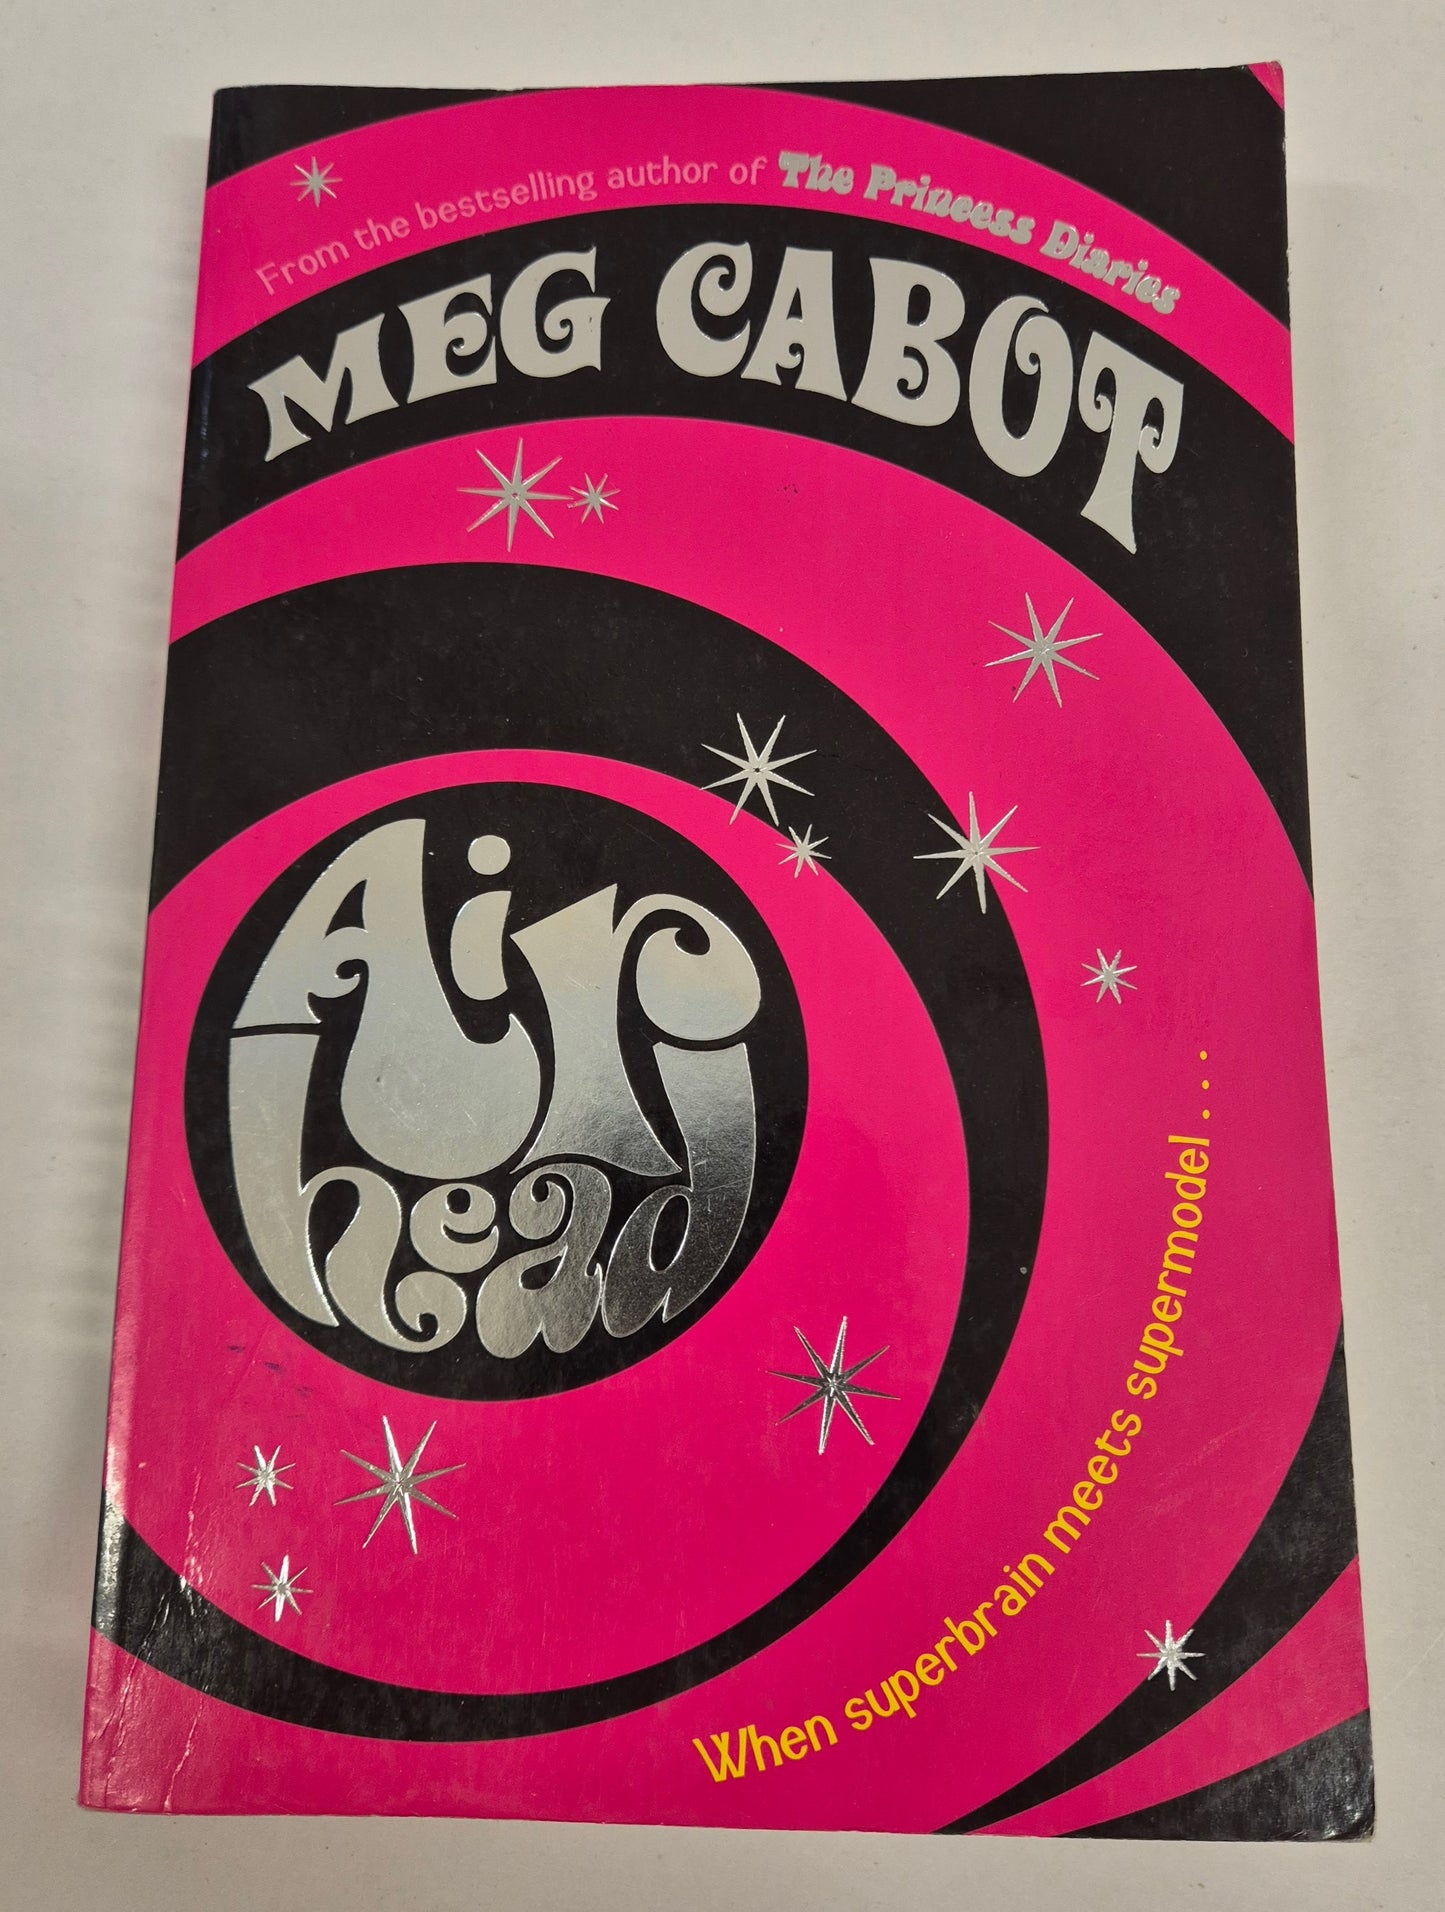 From the bestselling author of The Princess Diaries
MEG CABOT
Air
head
When superbrain meets supermodel . . .